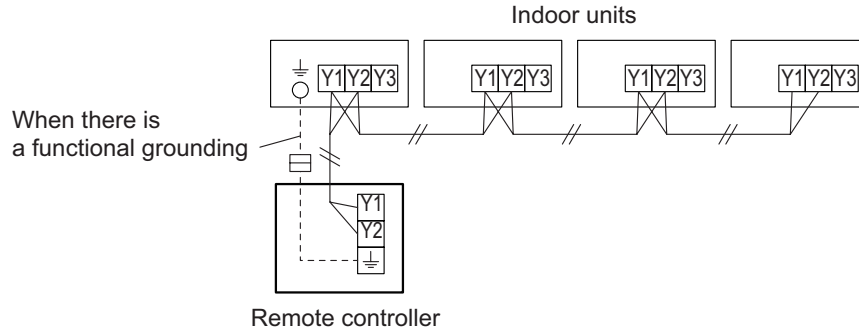 Indoor units
Y1 Y2 Y3 Y1 Y2 Y3 Y1 Y2 Y3 Y1 Y2 Y3
When there is
a functional grounding
Y1
Y2
Remote controller